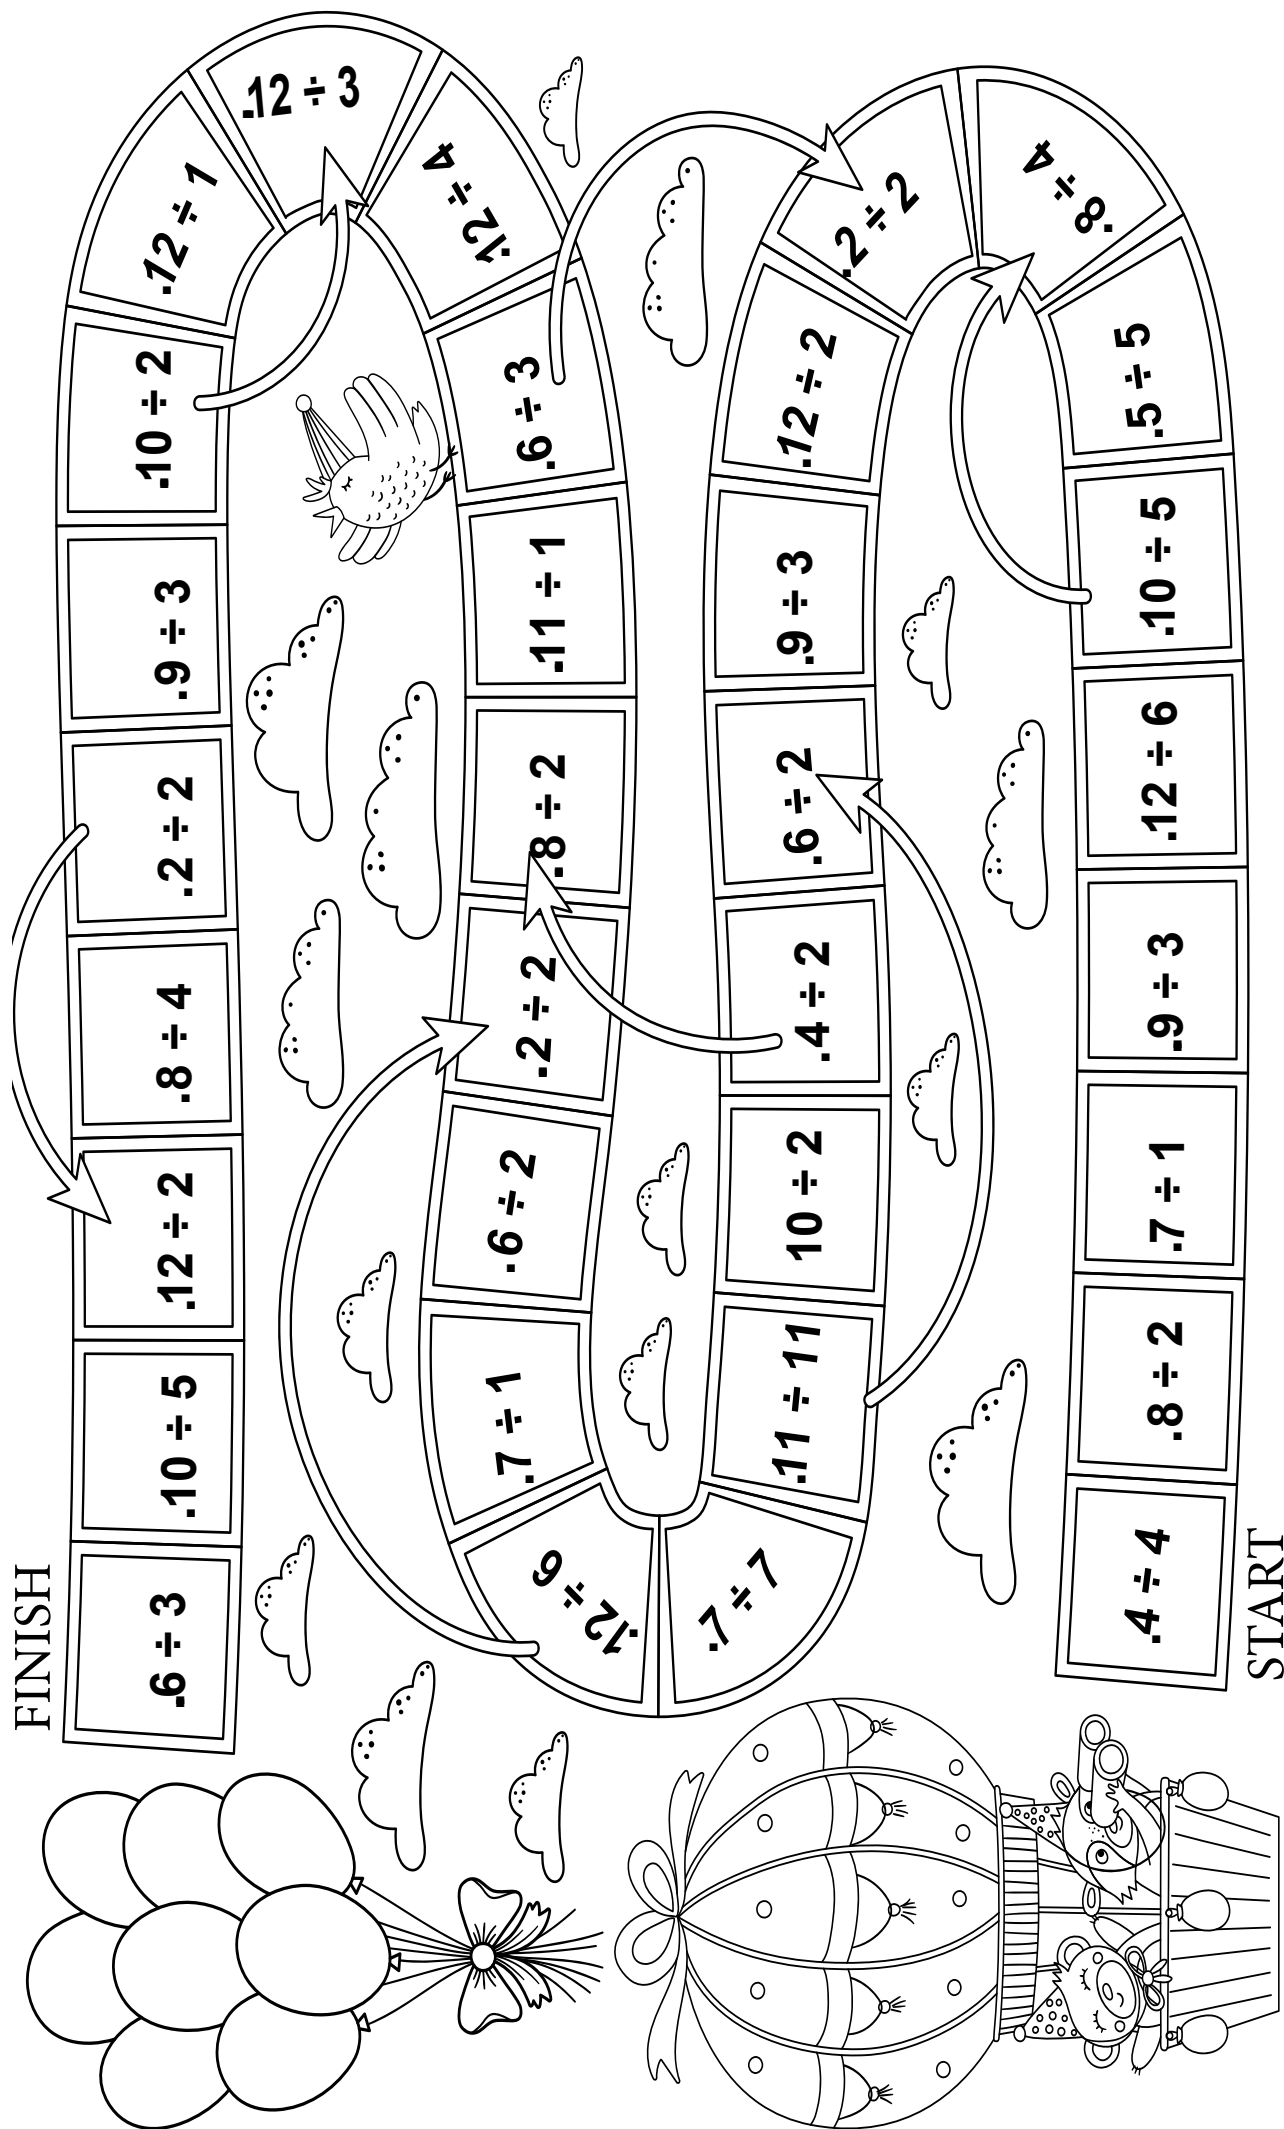 START
.4 ÷ 4
.8 ÷ 2
.7 ÷ 1
.9 ÷ 3
.12 ÷ 6
.10 ÷ 5
.5 ÷ 5
.8 ÷ 4
.2 ÷ 2
.12 ÷ 2
.9 ÷ 3
.6 ÷ 2
.4 ÷ 2
10 ÷ 2
.11 ÷ 11
.7 ÷ 7
.12 ÷ 6
.7 ÷ 1
.6 ÷ 2
.2 ÷ 2
.8 ÷ 2
.11 ÷ 1
.6 ÷ 3
.12 ÷ 4
.12 ÷ 3
.12 ÷ 1
.10 ÷ 2
.9 ÷ 3
.2 ÷ 2
.8 ÷ 4
.12 ÷ 2
.10 ÷ 5
.6 ÷ 3
FINISH